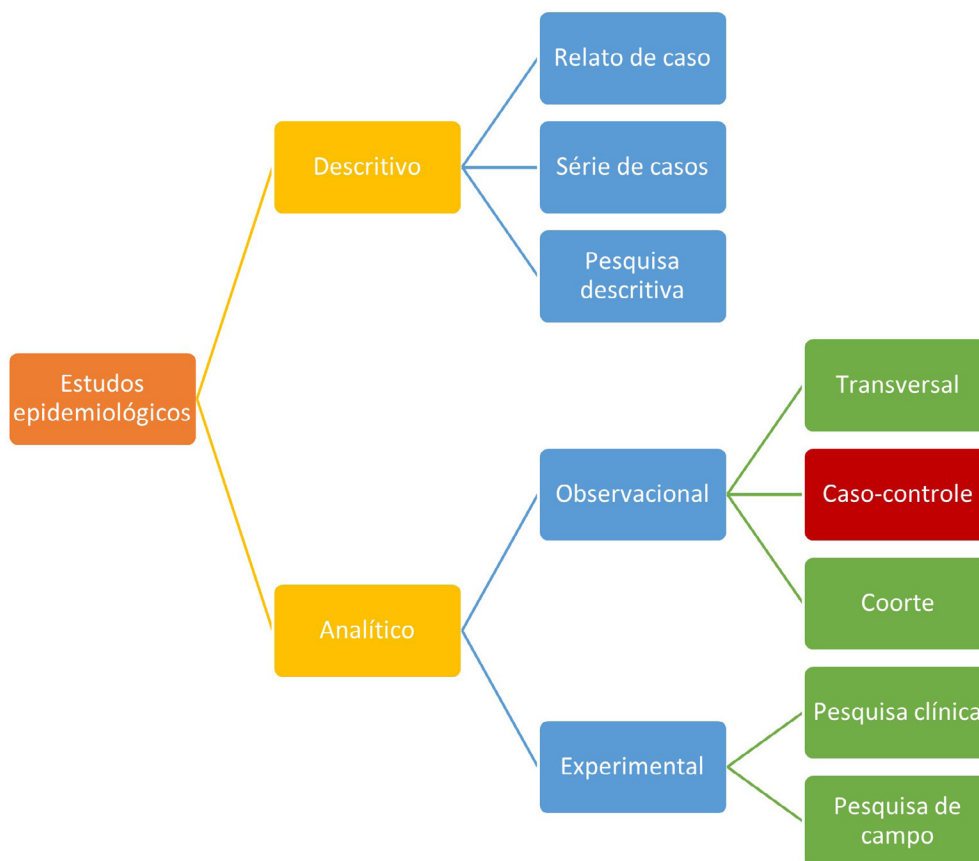 Estudos
epidemiológicos
Descritivo
Relato de caso
Série de casos
Pesquisa
descritiva
Analítico
Observacional
Transversal
Caso-controle
Coorte
Experimental
Pesquisa clínica
Pesquisa de
campo